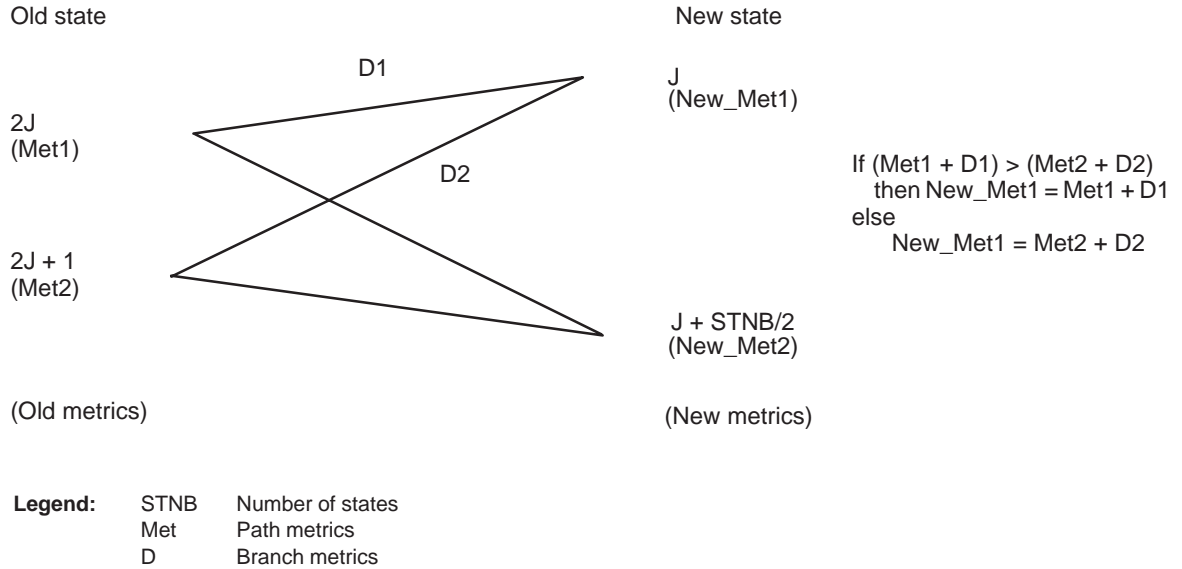 Old state
New state
D1
J
(New_Met1)
2J
(Met1)
D2
If (Met1 + D1) > (Met2 + D2)
then New_Met1 = Met1 + D1
else
New_Met1 = Met2 + D2
2J + 1
(Met2)
J + STNB/2
(New_Met2)
(Old metrics)
(New metrics)
Legend: STNB Number of states
Met Path metrics
D Branch metrics